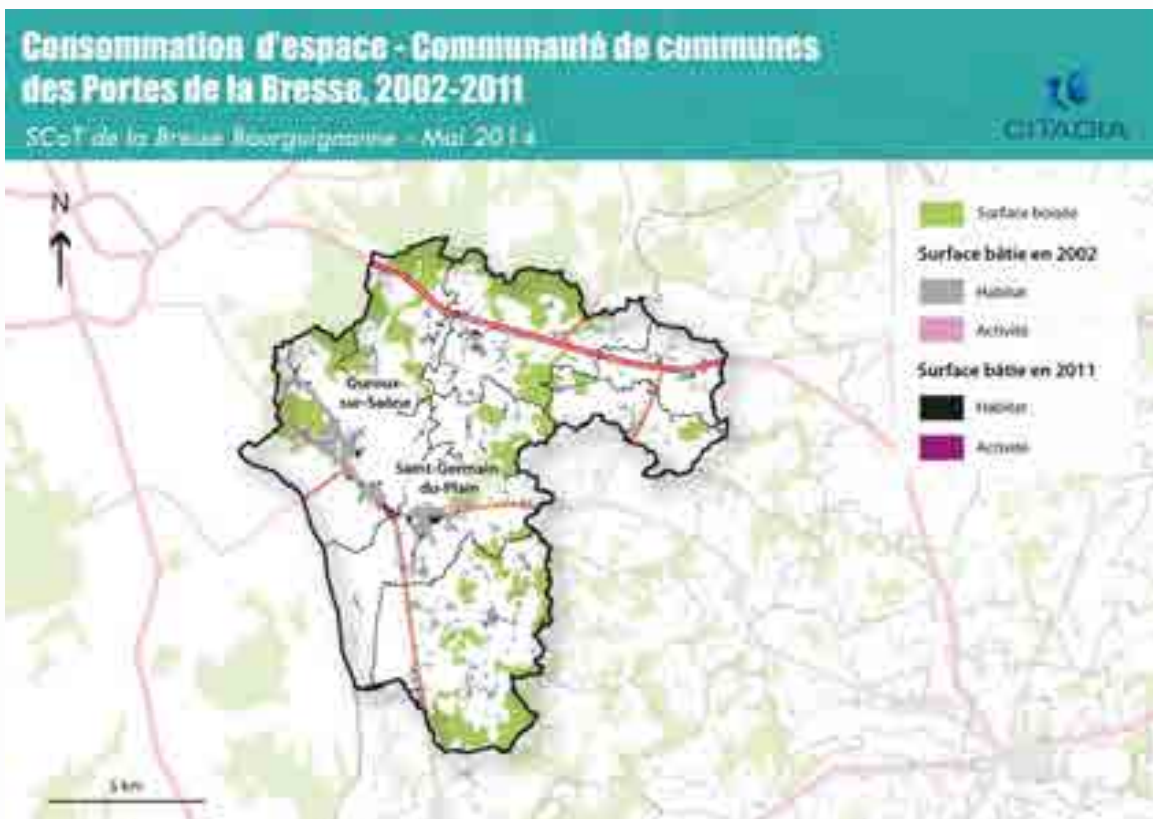 Consommation d'espace - Communauté de communes
des Portes de la Bresse, 2002-2011
SCoT de la Bresse Bourguignonne - Mai 2014
CITADIA
N
Surface boisée
Surface bâtie en 2002
Habitat
Activité
Surface bâtie en 2011
Habitat
Activité
Ouroux-
sur-Saône
Saint-Germain
du-Plain
5 km